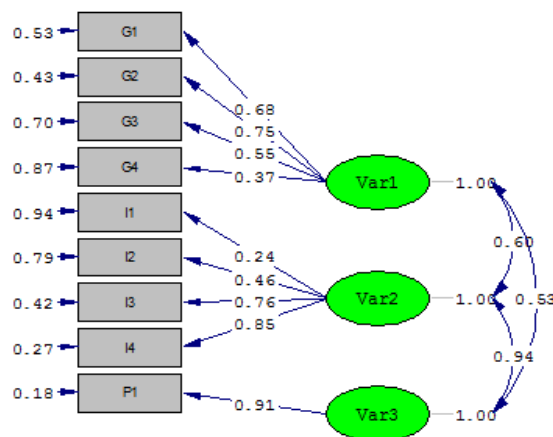 0.53 G1
0.43 G2
0.68
0.75
0.70 G3
0.55
0.87 G4
0.37
Var1 1.00
0.94 I1
0.60
0.79 I2
0.24
0.46
0.42 I3
0.76
Var2 1.00 0.53
0.85
0.27 I4
0.94
0.18 P1
0.91
Var3 1.00